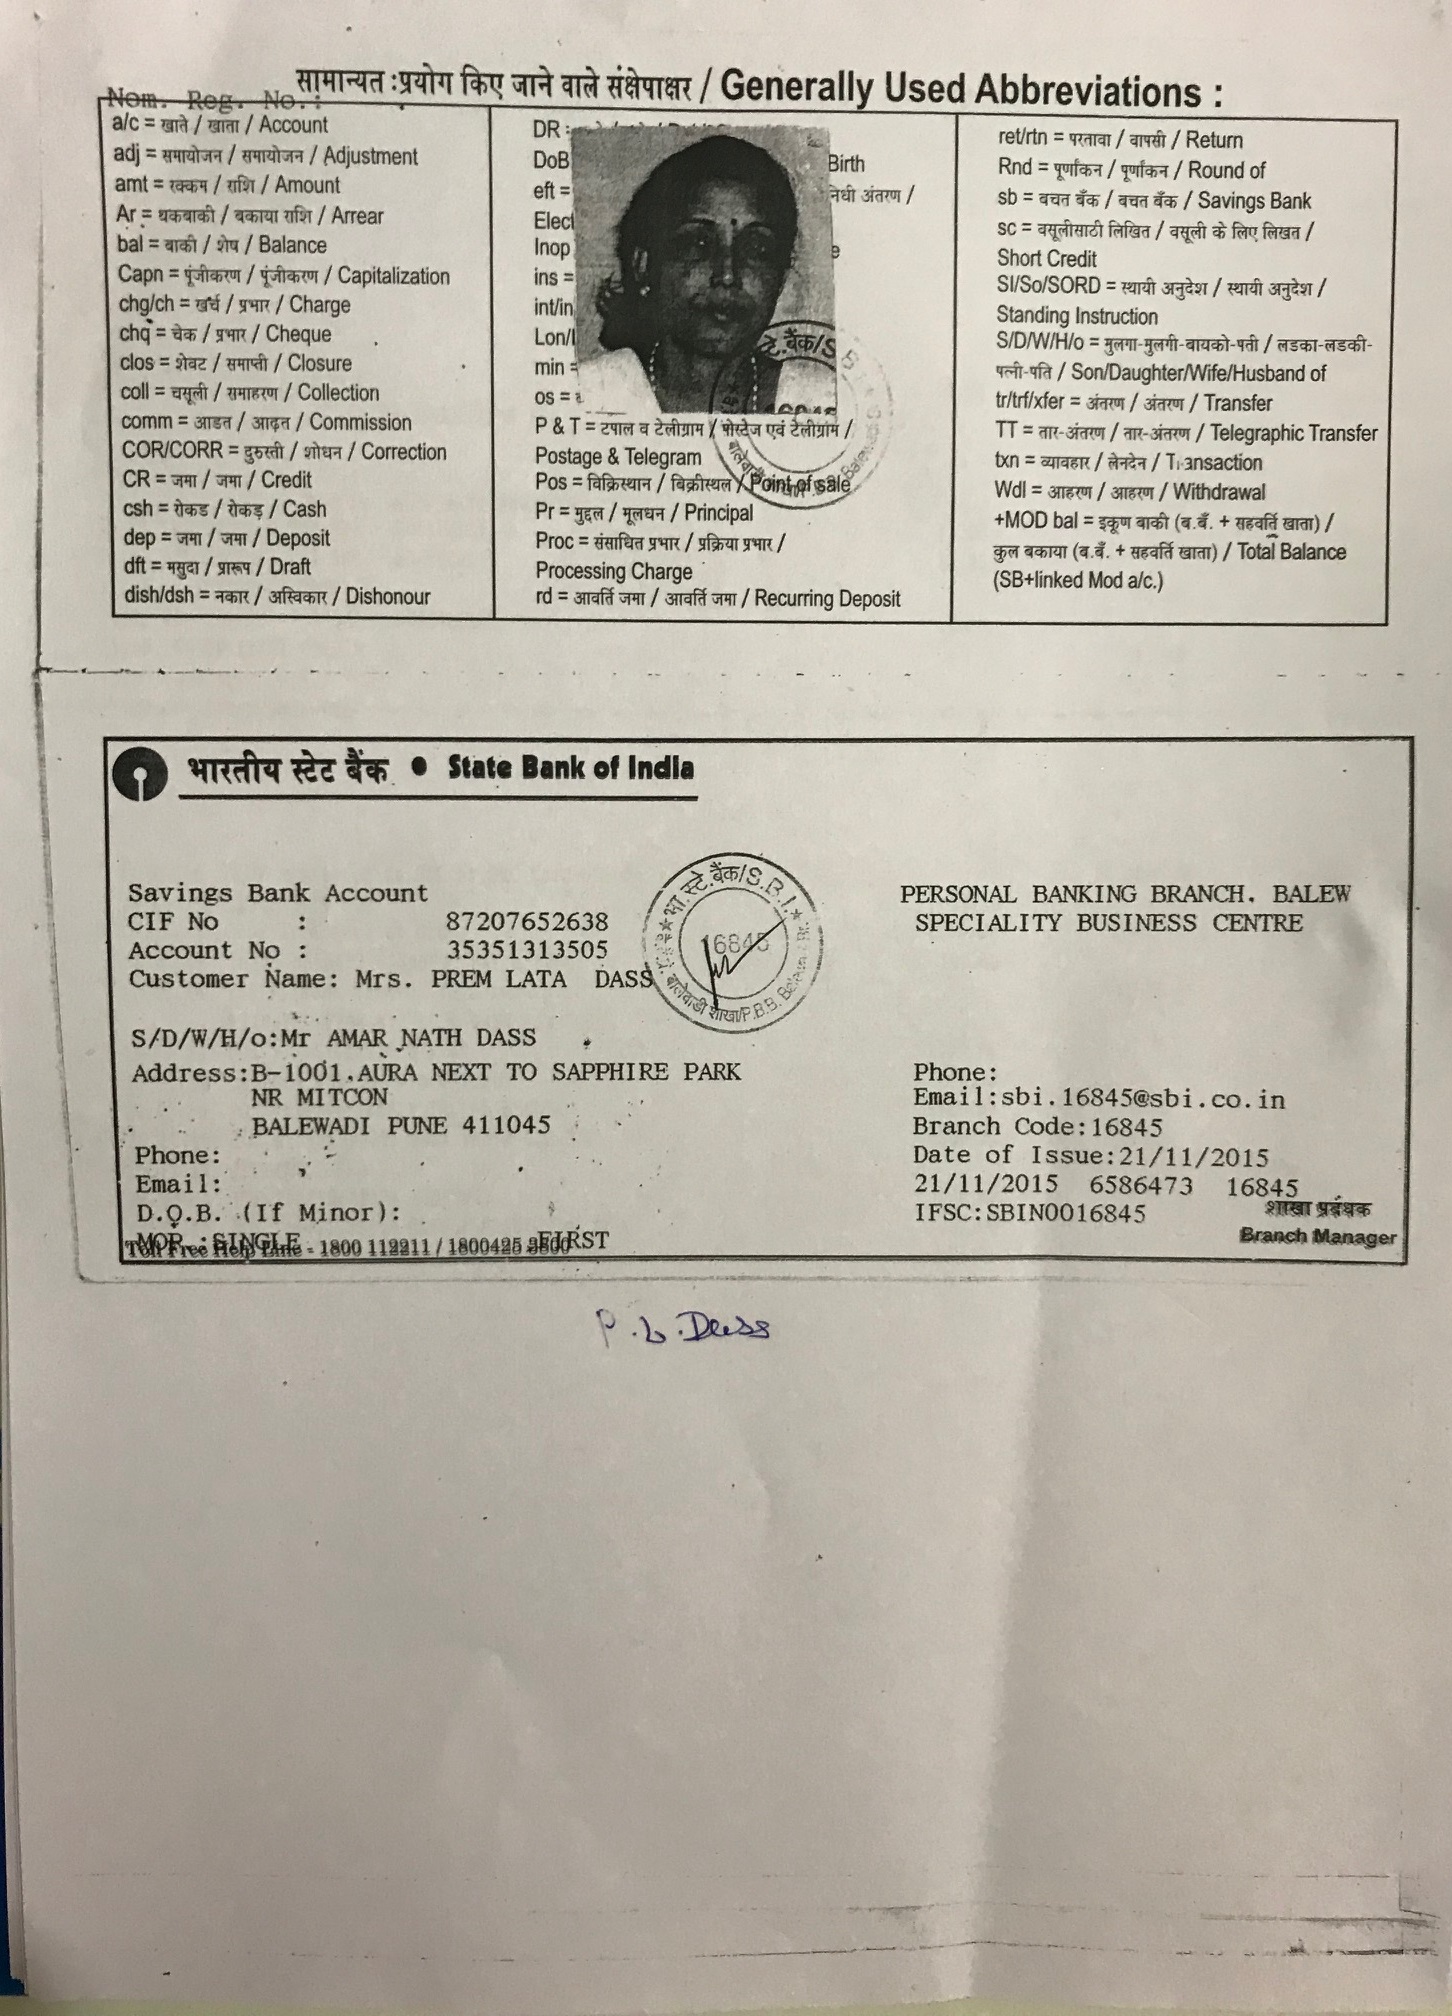 सामान्यत :प्रयोग किए जाने वाले संक्षेपाक्षर / Generally Used Abbreviations :
Nom. Reg. No.:
a/c = खाते / खाता / Account
adj = समायोजन / समायोजन / Adjustment
amt = रक्कम / राशि / Amount
Ar = थकबाकी / बकाया राशि / Arrear
bal = बाकी / शेष / Balance
Capn = पूंजीकरण / पूंजीकरण / Capitalization
chg/ch = खर्च / प्रभार / Charge
chq = चेक / प्रभार / Cheque
clos = शेवट / समाप्ती / Closure
coll = वसूली / समाहरण / Collection
comm = आडत / आढ़त / Commission
COR/CORR = दुरुस्ती / शोधन / Correction
CR = जमा / जमा / Credit
csh = रोकड / रोकड़ / Cash
dep = जमा / जमा / Deposit
dft = मसुदा / प्रारूप / Draft
dish/dsh = नकार / अस्विकार / Dishonour
DR
DoB Birth
eft = निधी अंतरण /
Elect
Inop
ins =
int/in
Lon/
min =
os =
P & T = टपाल व टेलीग्राम / पोस्टेज एवं टेलीग्राम /
Postage & Telegram
Pos = विक्रिस्थान / बिक्रीस्थल / Point of sale
Pr = मुद्दल / मूलधन / Principal
Proc = संसाधित प्रभार / प्रक्रिया प्रभार /
Processing Charge
rd = आवर्ति जमा / आवर्ति जमा / Recurring Deposit
ret/rtn = परतावा / वापसी / Return
Rnd = पूर्णांकन / पूर्णांकन / Round of
sb = बचत बँक / बचत बँक / Savings Bank
sc = वसूलीसाठी लिखित / वसूली के लिए लिखत /
Short Credit
SI/So/SORD = स्थायी अनुदेश / स्थायी अनुदेश /
Standing Instruction
S/D/W/H/o = मुलगा-मुलगी-बायको-पती / लडका-लडकी-
पत्नी-पति / Son/Daughter/Wife/Husband of
tr/trf/xfer = अंतरण / अंतरण / Transfer
TT = तार-अंतरण / तार-अंतरण / Telegraphic Transfer
txn = व्यवहार / लेनदेन / Transaction
Wdl = आहरण / आहरण / Withdrawal
+MOD bal = इकूण बाकी (ब.बँ. + सहवर्ति खाता) /
कुल बकाया (ब.बँ. + सहवर्ति खाता) / Total Balance
(SB+linked Mod a/c.)
भारतीय स्टेट बैंक • State Bank of India
Savings Bank Account
CIF No : 87207652638
Account No : 35351313505
Customer Name: Mrs. PREM LATA DASS
S/D/W/H/o:Mr AMAR NATH DASS
Address:B-1001.AURA NEXT TO SAPPHIRE PARK
NR MITCON
BALEWADI PUNE 411045
Phone:
Email:
D.O.B. (If Minor):
MOP :SINGLE FIRST
Toll Free Help Line - 1800 112211 / 1800425 3800
भा.स्टे.बैंक/S.B.I.
16845
बालेवाडी शाखा/P.B.B. Balewadi Br.
PERSONAL BANKING BRANCH. BALEW
SPECIALITY BUSINESS CENTRE
Phone:
Email:sbi.16845@sbi.co.in
Branch Code:16845
Date of Issue:21/11/2015
21/11/2015 6586473 16845
IFSC:SBIN0016845
शाखा प्रबंधक
Branch Manager
P.L.Dass